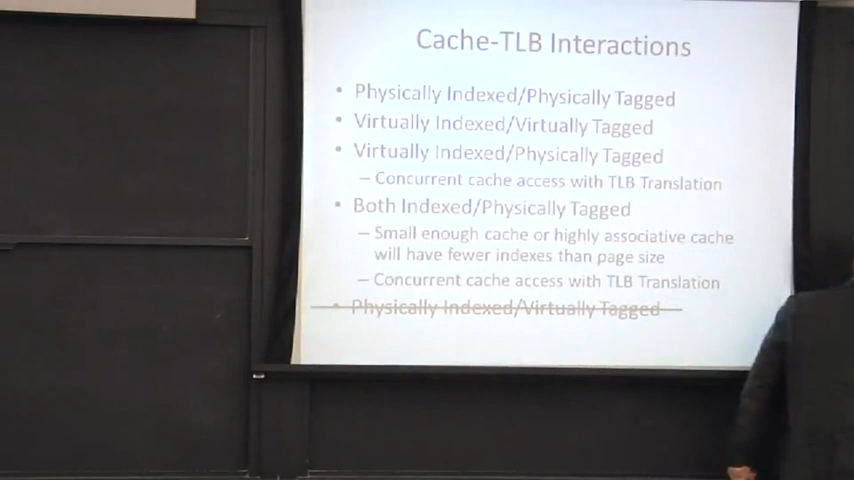 Cache-TLB Interactions
• Physically Indexed/Physically Tagged
• Virtually Indexed/Virtually Tagged
• Virtually Indexed/Physically Tagged
– Concurrent cache access with TLB Translation
• Both Indexed/Physically Tagged
– Small enough cache or highly associative cache
will have fewer indexes than page size
– Concurrent cache access with TLB Translation
• Physically Indexed/Virtually Tagged